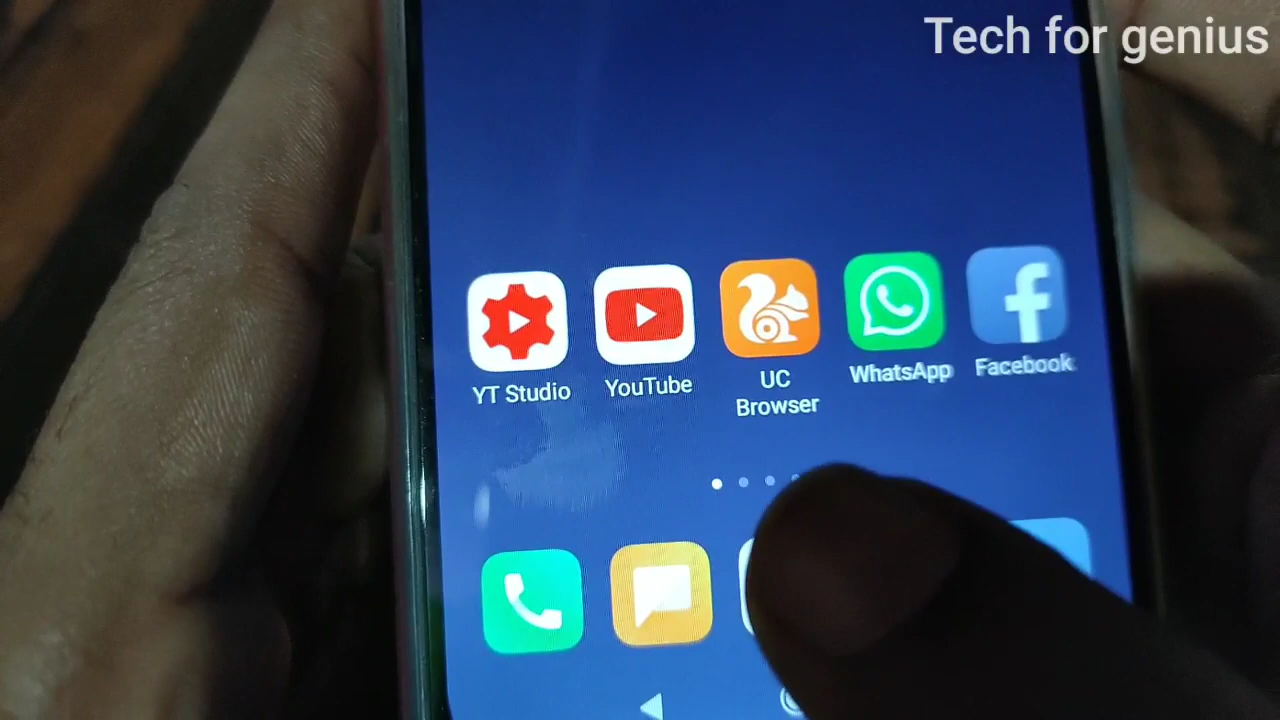 Tech for genius
YT Studio
YouTube
UC
Browser
WhatsApp
Facebook